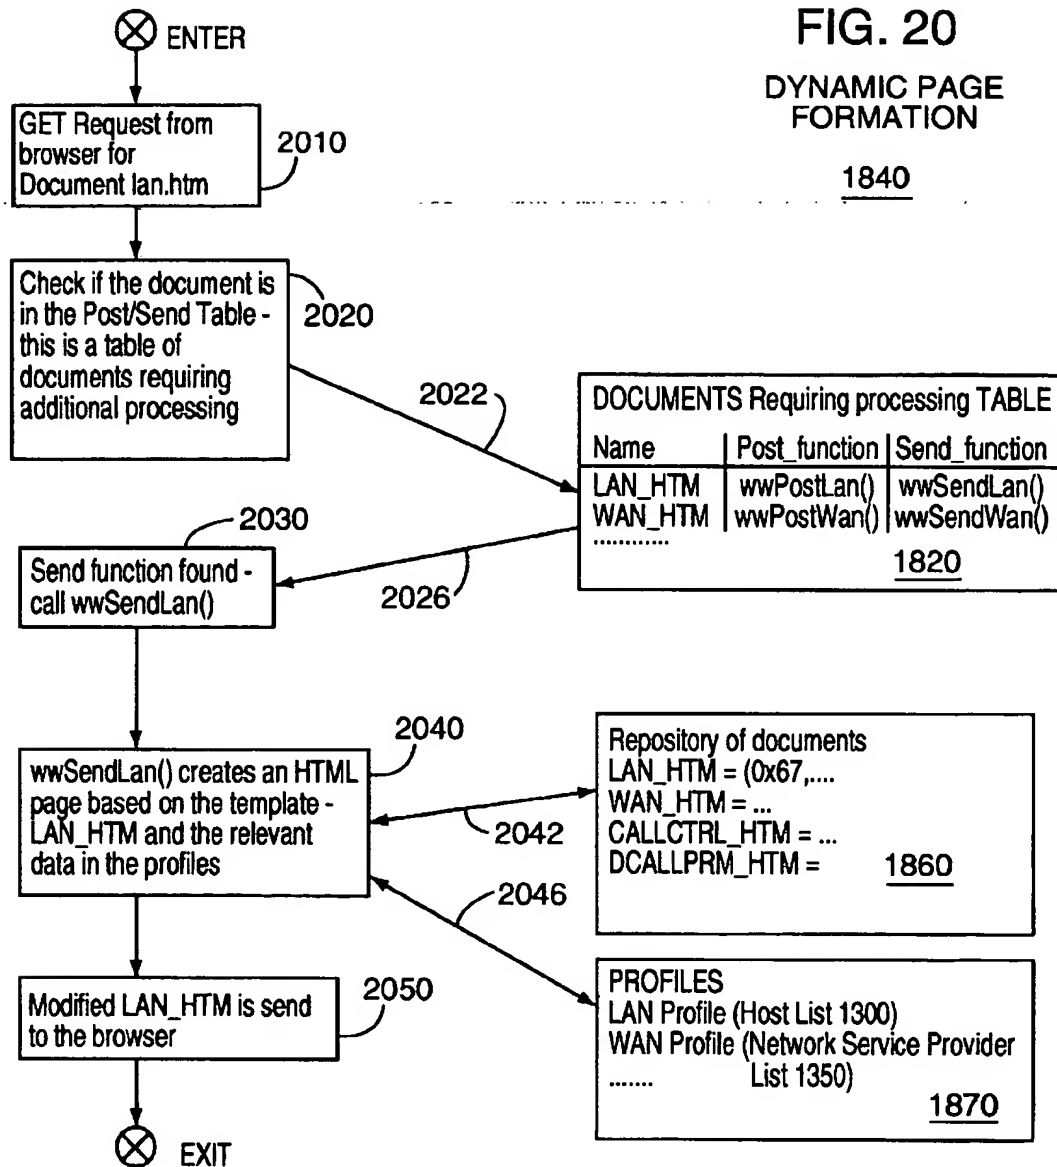 FIG. 20
DYNAMIC PAGE
FORMATION
1840
ENTER
GET Request from
browser for
Document lan.htm
2010
Check if the document is
in the Post/Send Table -
this is a table of
documents requiring
additional processing
2020
2022
DOCUMENTS Requiring processing TABLE
Name Post_function Send_function
LAN_HTM wwPostLan() wwSendLan()
WAN_HTM wwPostWan() wwSendWan()
............
1820
2026
2030
Send function found -
call wwSendLan()
2040
wwSendLan() creates an HTML
page based on the template -
LAN_HTM and the relevant
data in the profiles
2042
Repository of documents
LAN_HTM = (0x67,....
WAN_HTM = ...
CALLCTRL_HTM = ...
DCALLPRM_HTM =
1860
2046
PROFILES
LAN Profile (Host List 1300)
WAN Profile (Network Service Provider
....... List 1350)
1870
2050
Modified LAN_HTM is send
to the browser
EXIT